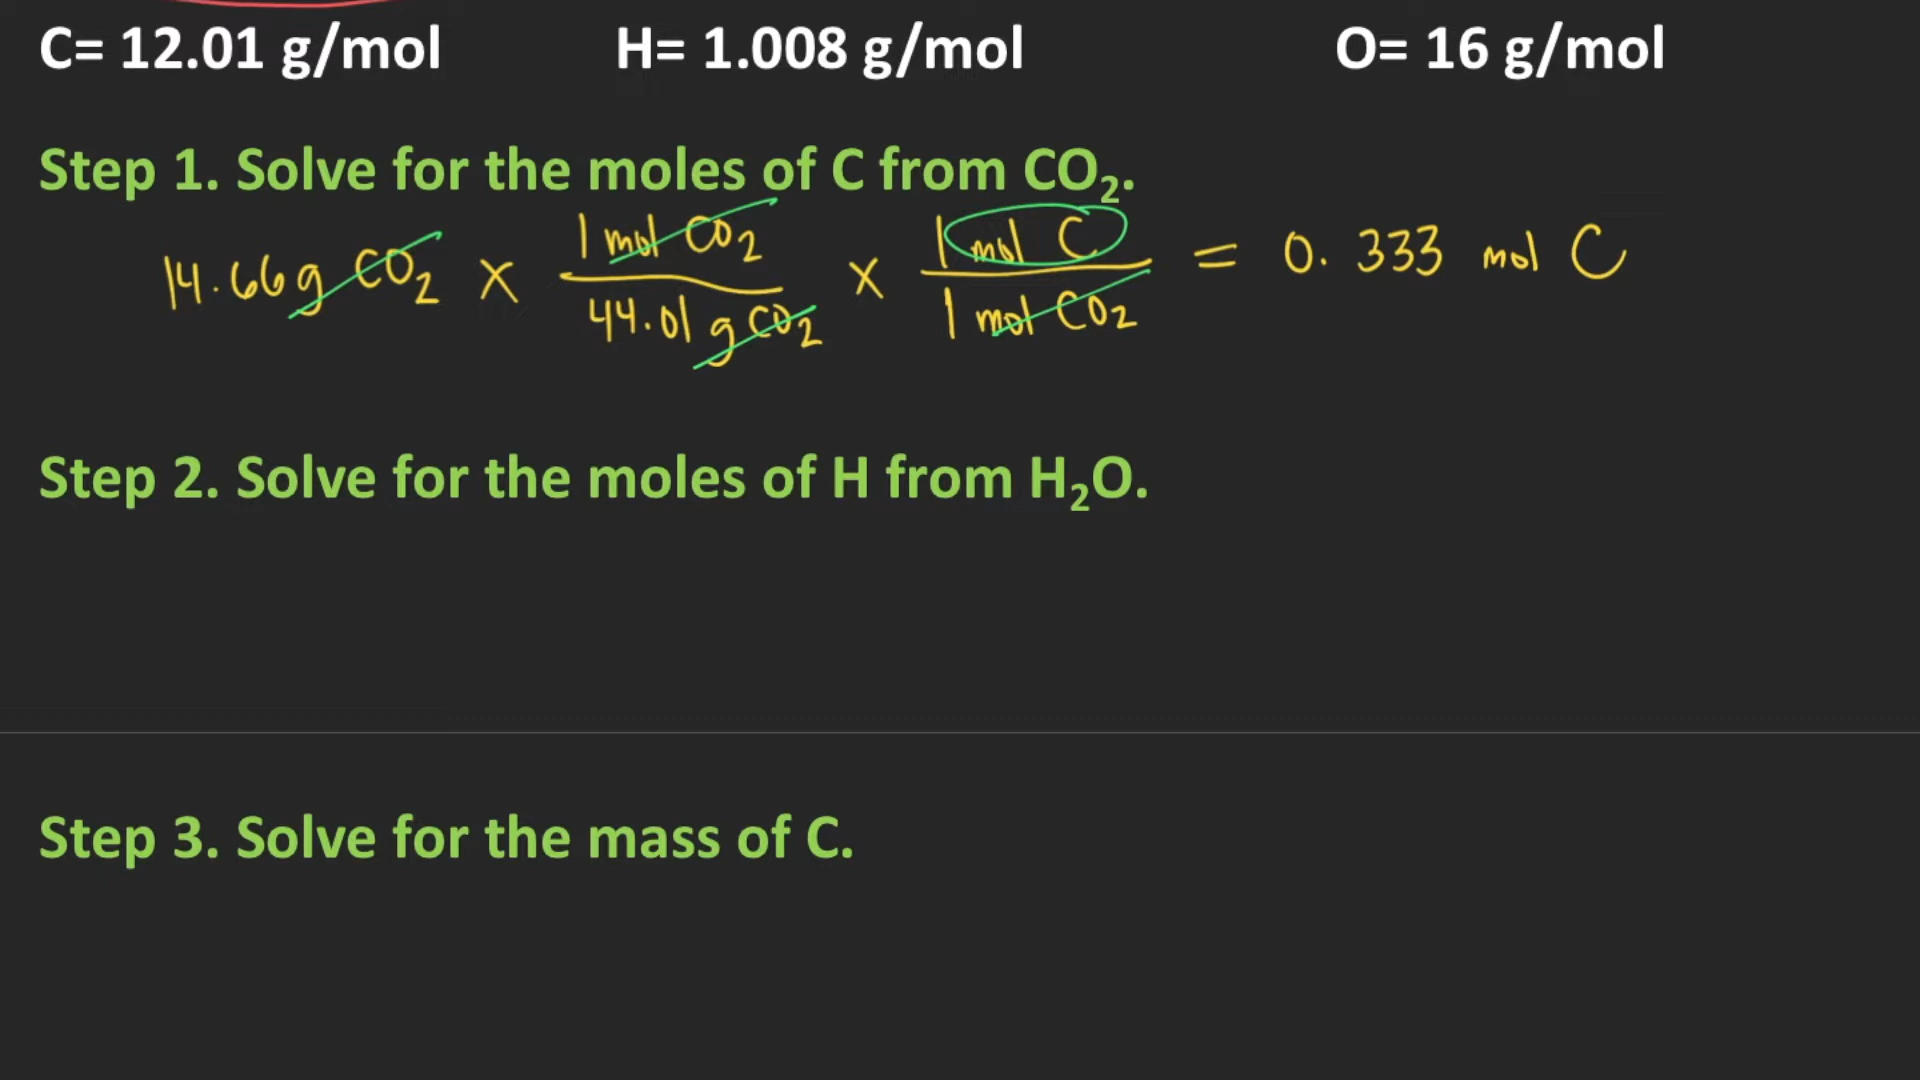 C= 12.01 g/mol H= 1.008 g/mol O= 16 g/mol
Step 1. Solve for the moles of C from CO₂.
14.66g CO₂ x 1 mol CO₂ / 44.01 g CO₂ x 1 mol C / 1 mol CO₂ = 0.333 mol C
Step 2. Solve for the moles of H from H₂O.
Step 3. Solve for the mass of C.